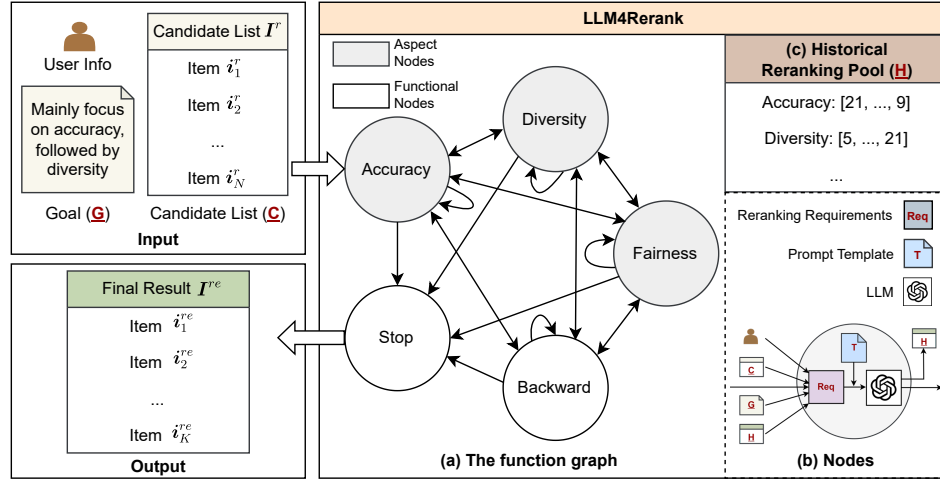 LLM4Rerank
User Info
Candidate List I^r
Item i_1^r
Item i_2^r
...
Item i_N^r
Mainly focus
on accuracy,
followed by
diversity
Goal (G)
Candidate List (C)
Input
Final Result I^re
Item i_1^re
Item i_2^re
...
Item i_K^re
Output
Aspect
Nodes
Functional
Nodes
Diversity
Accuracy
Fairness
Stop
Backward
(a) The function graph
(c) Historical
Reranking Pool (H)
Accuracy: [21, ..., 9]
Diversity: [5, ..., 21]
...
Reranking Requirements
Req
Prompt Template
T
LLM
T
H
C
Req
G
H
(b) Nodes